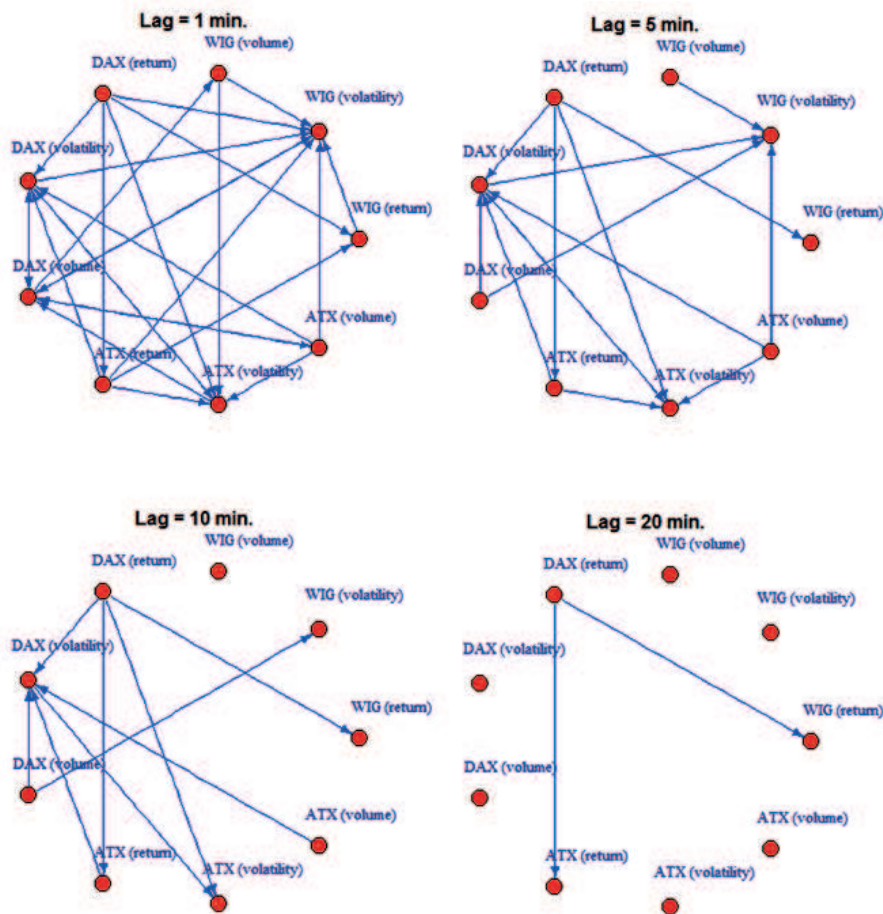 Lag = 1 min.
WIG (volume)
DAX (return)
WIG (volatility)
DAX (volatility)
WIG (return)
DAX (volume)
ATX (volume)
ATX (return)
ATX (volatility)
Lag = 5 min.
WIG (volume)
DAX (return)
WIG (volatility)
DAX (volatility)
WIG (return)
DAX (volume)
ATX (volume)
ATX (return)
ATX (volatility)
Lag = 10 min.
WIG (volume)
DAX (return)
WIG (volatility)
DAX (volatility)
WIG (return)
DAX (volume)
ATX (volume)
ATX (return)
ATX (volatility)
Lag = 20 min.
WIG (volume)
DAX (return)
WIG (volatility)
DAX (volatility)
WIG (return)
DAX (volume)
ATX (volume)
ATX (return)
ATX (volatility)